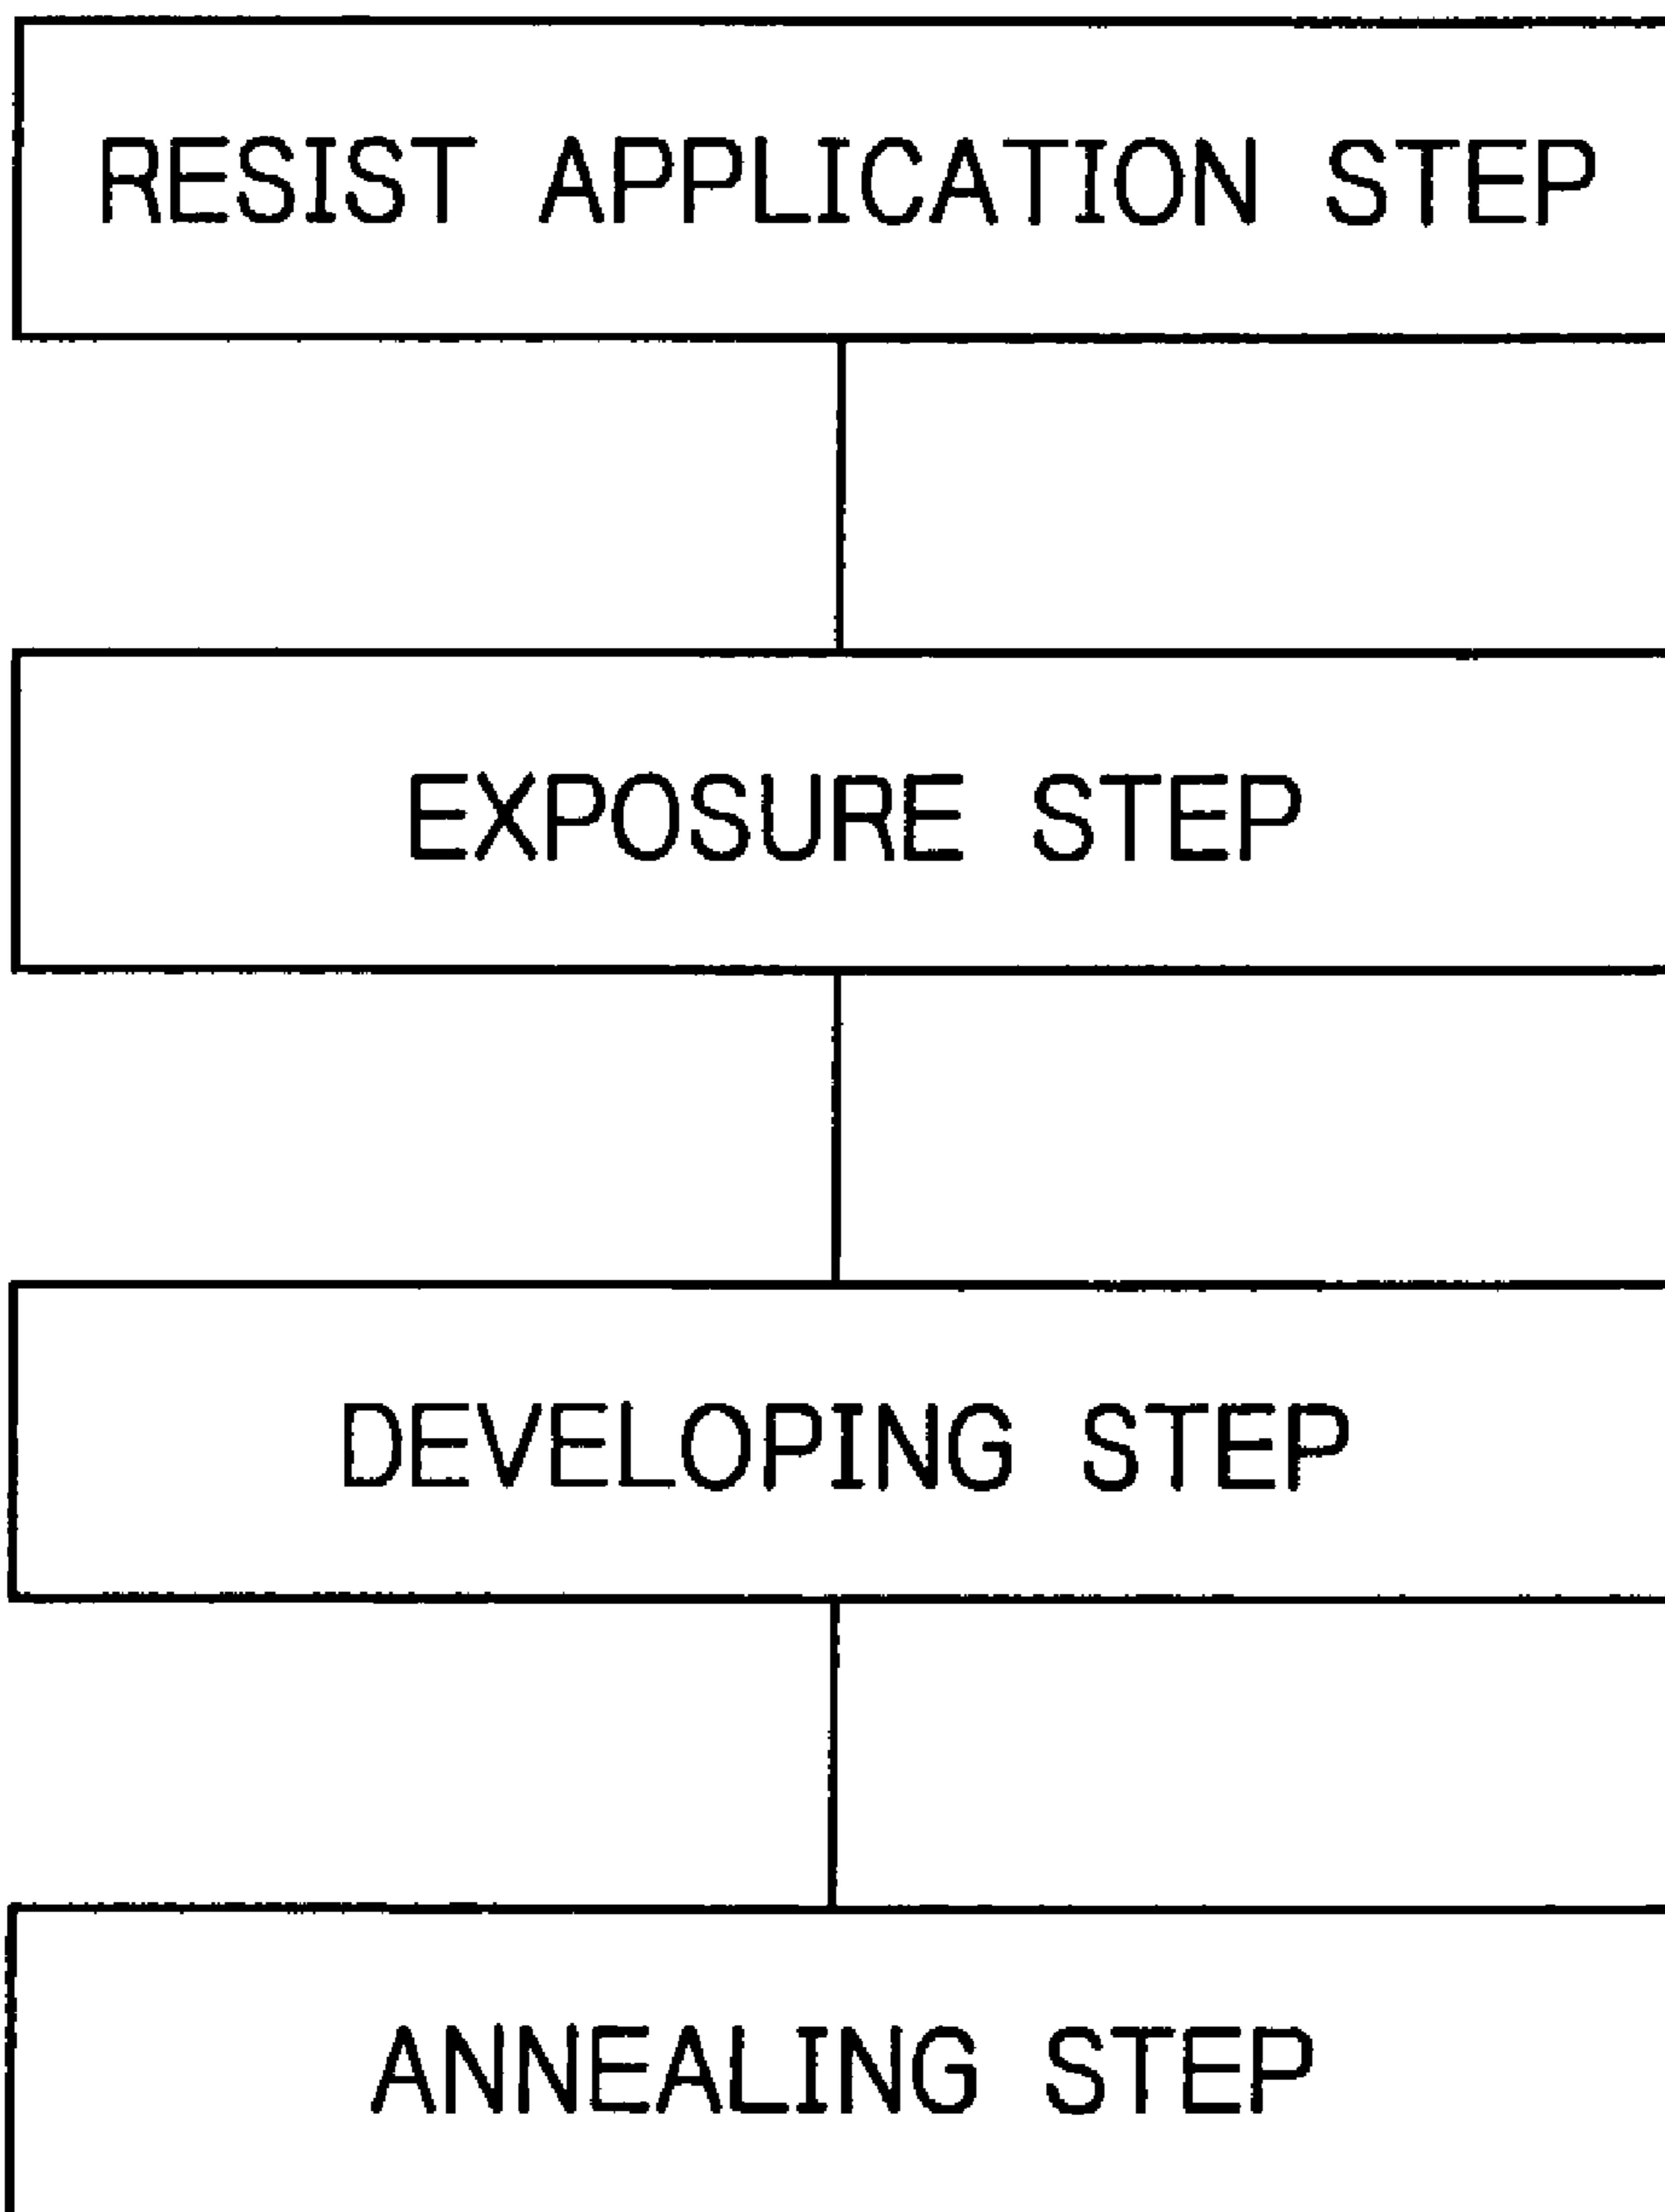 RESIST APPLICATION STEP
EXPOSURE STEP
DEVELOPING STEP
ANNEALING STEP